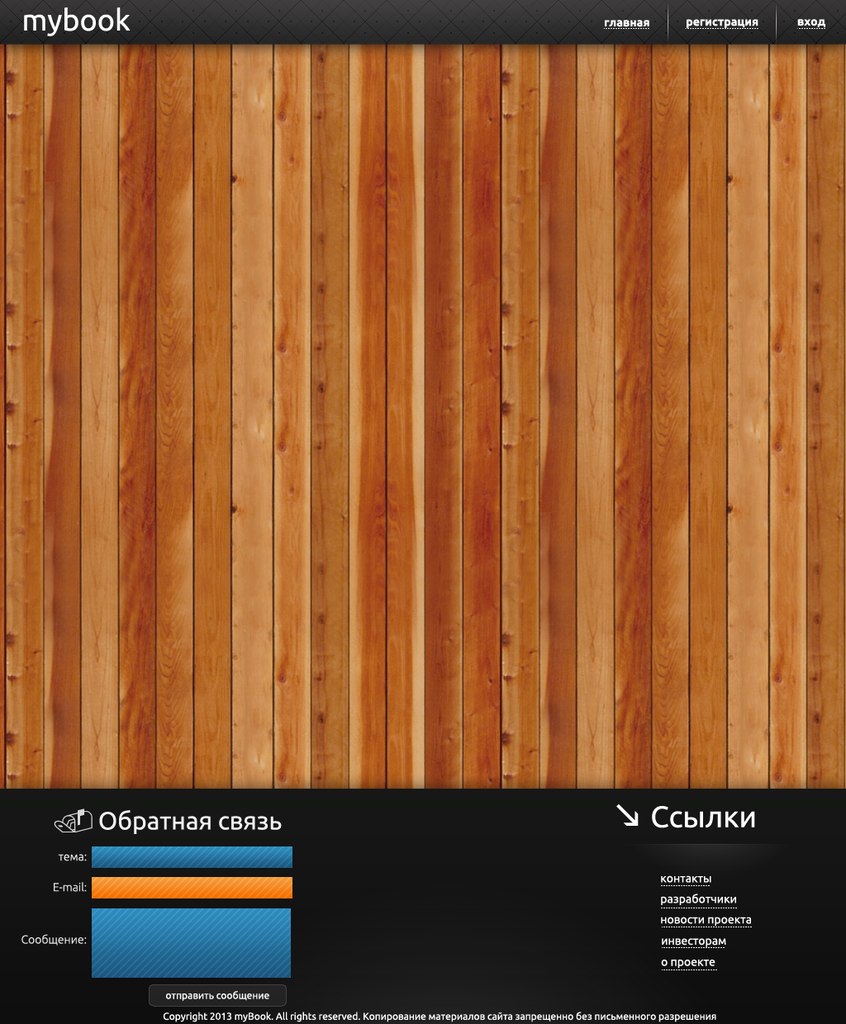 mybook
главная
регистрация
вход
Обратная связь
тема:
E-mail:
Сообщение:
отправить сообщение
Ссылки
контакты
разработчики
новости проекта
инвесторам
о проекте
Copyright 2013 myBook. All rights reserved. Копирование материалов сайта запрещенно без письменного разрешения